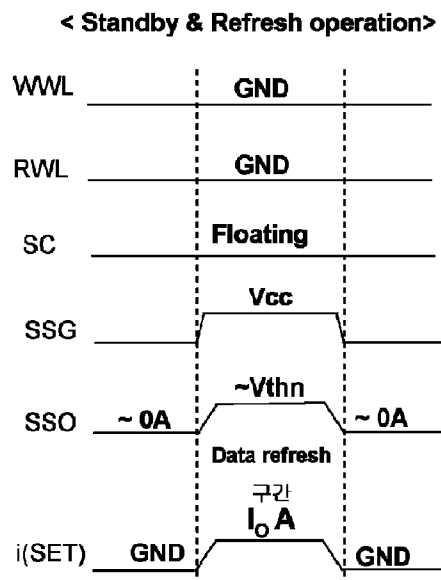 < Standby & Refresh operation>
WWL GND
RWL GND
SC Floating
SSG Vcc
SSO ~ 0A ~Vthn ~ 0A
Data refresh
구간
i(SET) GND IO A GND